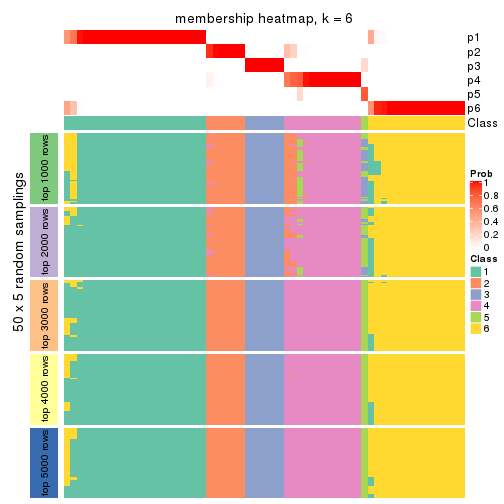 membership heatmap, k = 6
p1
p2
p3
p4
p5
p6
Class
50 x 5 random samplings
top 1000 rows
top 2000 rows
top 3000 rows
top 4000 rows
top 5000 rows
Prob
1
0.8
0.6
0.4
0.2
0
Class
1
2
3
4
5
6